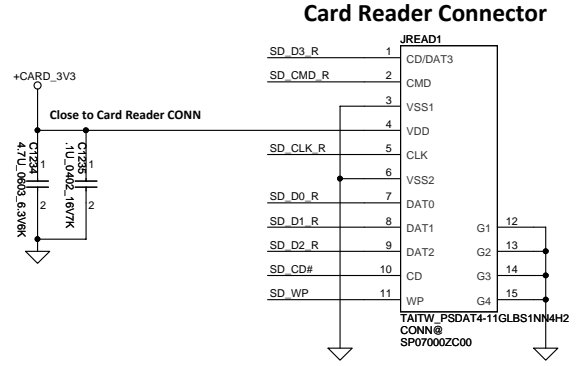 Card Reader Connector
JREAD1
SD_D3_R 1 CD/DAT3
SD_CMD_R 2 CMD
3 VSS1
+CARD_3V3
Close to Card Reader CONN
4 VDD
SD_CLK_R 5 CLK
6 VSS2
SD_D0_R 7 DAT0
SD_D1_R 8 DAT1 G1 12
SD_D2_R 9 DAT2 G2 13
SD_CD# 10 CD G3 14
SD_WP 11 WP G4 15
C1234
4.7U_0603_6.3V6K
1
2
C1235
.1U_0402_16V7K
1
2
TAITW_PSDAT4-11GLBS1NN4H2
CONN@
SP07000ZC00